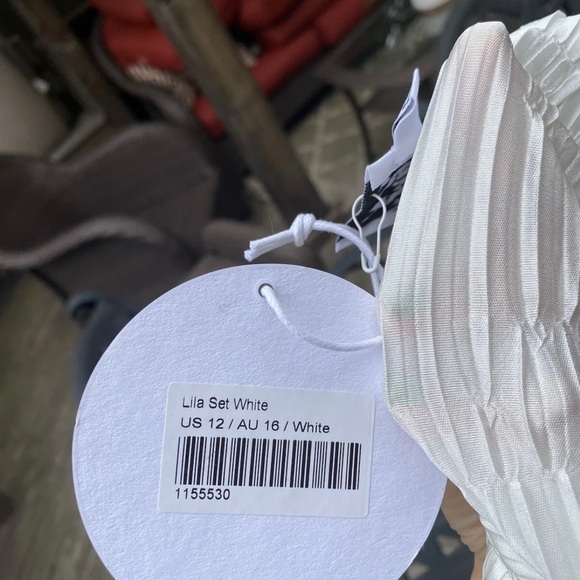 Lila Set White
US 12 / AU 16 / White
1155530